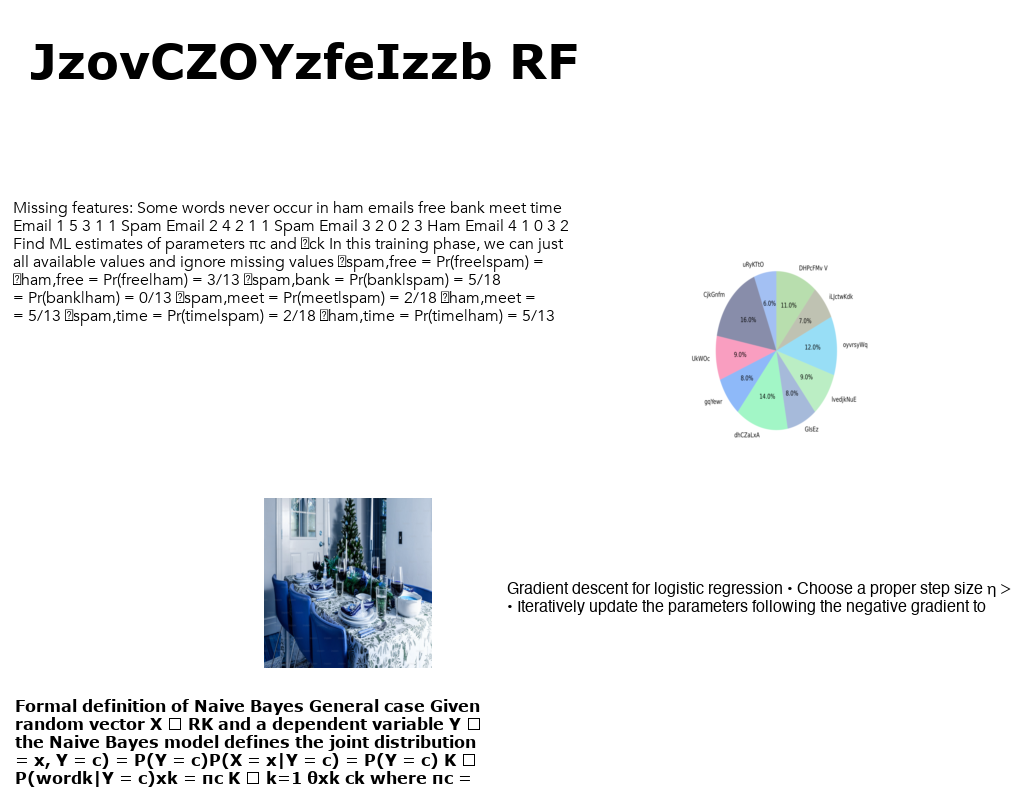 JzovCZOYzfeIzzb RF
Missing features: Some words never occur in ham emails free bank meet time
Email 1 5 3 1 1 Spam Email 2 4 2 1 1 Spam Email 3 2 0 2 3 Ham Email 4 1 0 3 2
Find ML estimates of parameters πc and □ck In this training phase, we can just
all available values and ignore missing values □spam,free = Pr(free|spam) =
□ham,free = Pr(free|ham) = 3/13 □spam,bank = Pr(bank|spam) = 5/18
= Pr(bank|ham) = 0/13 □spam,meet = Pr(meet|spam) = 2/18 □ham,meet =
= 5/13 □spam,time = Pr(time|spam) = 2/18 □ham,time = Pr(time|ham) = 5/13
uRyKTtO
DHPcFMv V
CjkGnfm
iLjctwKdk
6.0%
11.0%
16.0%
7.0%
UkWOc
9.0%
12.0%
oyvrsyWq
8.0%
9.0%
gqYewr
14.0%
8.0%
lvedjkNuE
dhCZaLxA
GlsEz
Gradient descent for logistic regression • Choose a proper step size η >
• Iteratively update the parameters following the negative gradient to
Formal definition of Naive Bayes General case Given
random vector X □ RK and a dependent variable Y □
the Naive Bayes model defines the joint distribution
= x, Y = c) = P(Y = c)P(X = x|Y = c) = P(Y = c) K □
P(wordk|Y = c)xk = πc K □ k=1 θxk ck where πc =